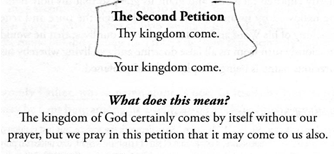 The Second Petition
Thy kingdom come.
Your kingdom come.
What does this mean?
The kingdom of God certainly comes by itself without our
prayer, but we pray in this petition that it may come to us also.